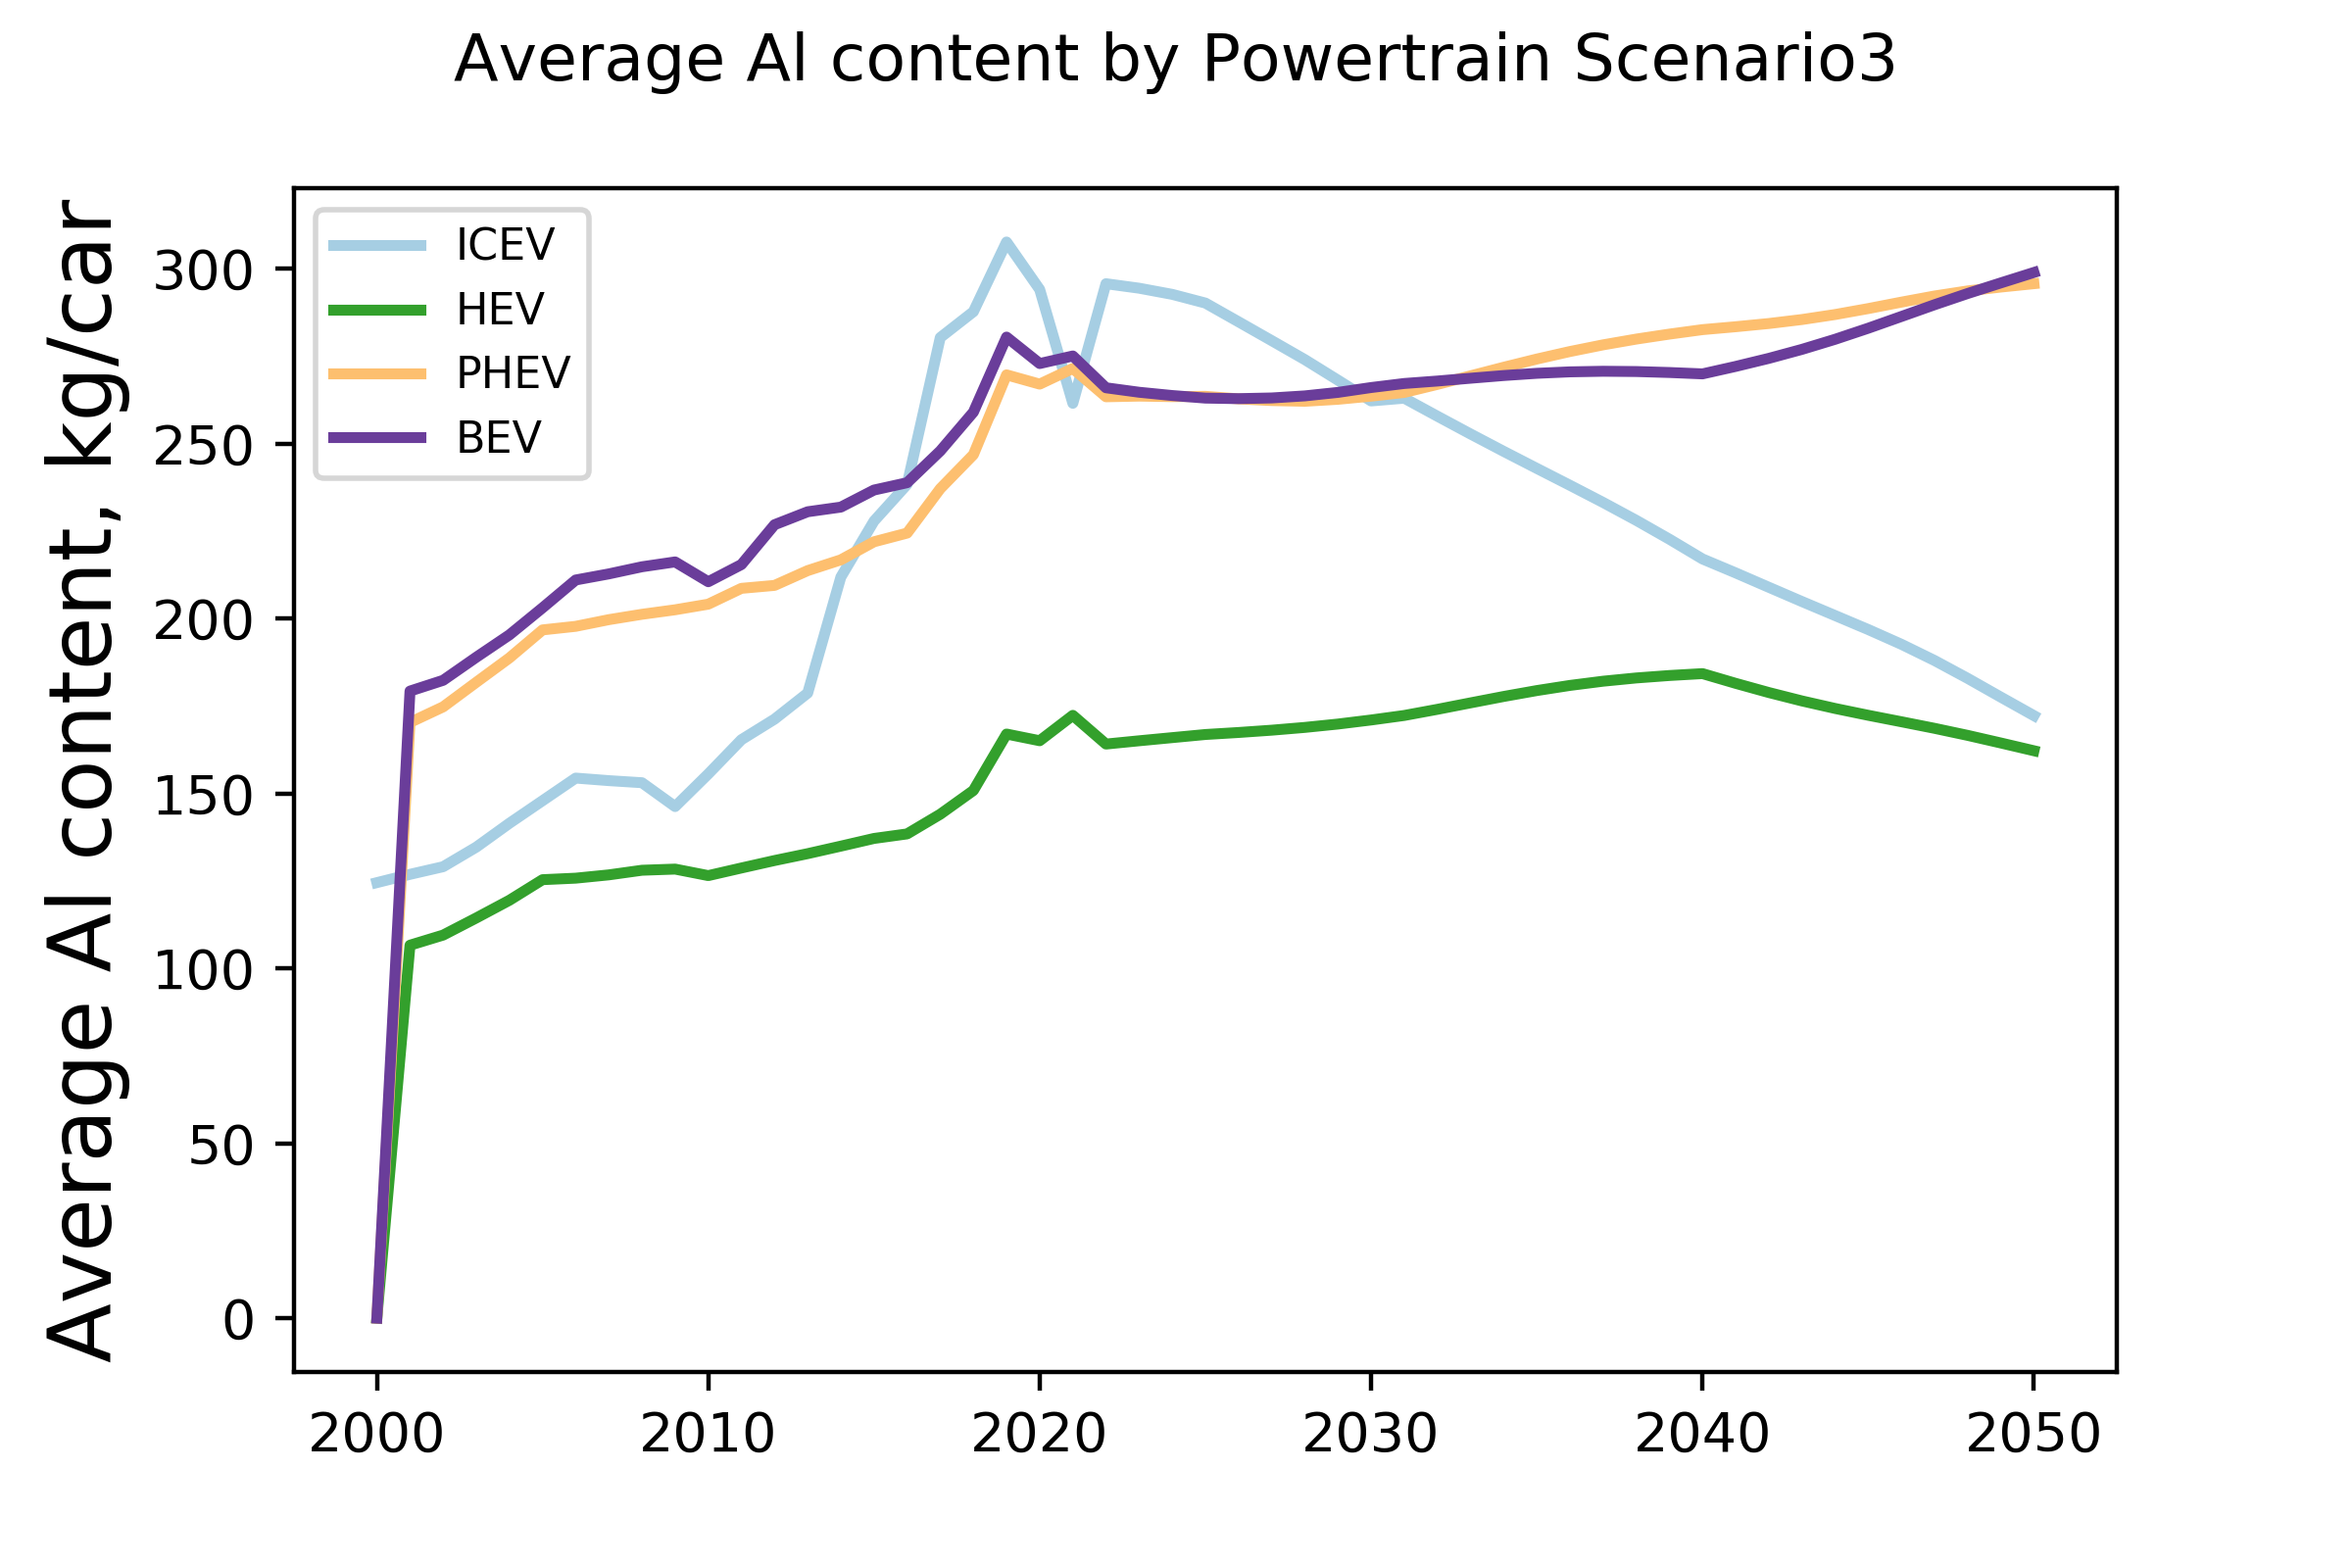 Average Al content by Powertrain Scenario3
Average Al content, kg/car
300
250
200
150
100
50
0
ICEV
HEV
PHEV
BEV
2000 2010 2020 2030 2040 2050